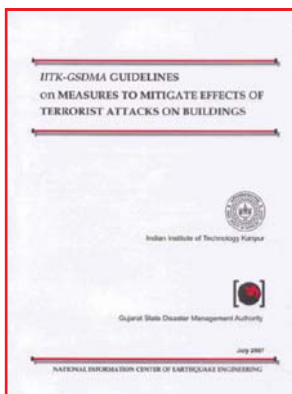 IITK-GSDMA GUIDELINES
on MEASURES TO MITIGATE EFFECTS OF
TERRORIST ATTACKS ON BUILDINGS
Indian Institute of Technology Kanpur
Gujarat State Disaster Management Authority
July 2007
NATIONAL INFORMATION CENTER OF EARTHQUAKE ENGINEERING